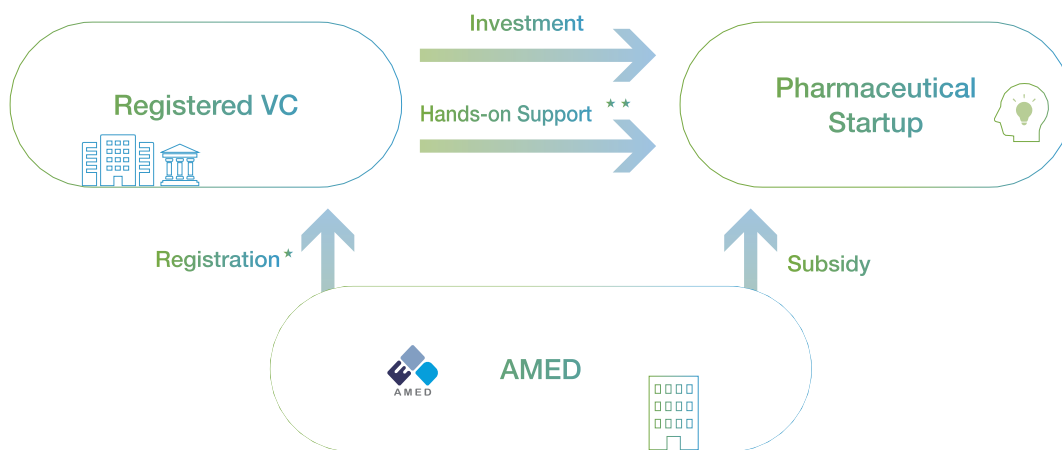 Investment
Registered VC
Hands-on Support ★★
Pharmaceutical
Startup
Registration★
Subsidy
AMED
AMED